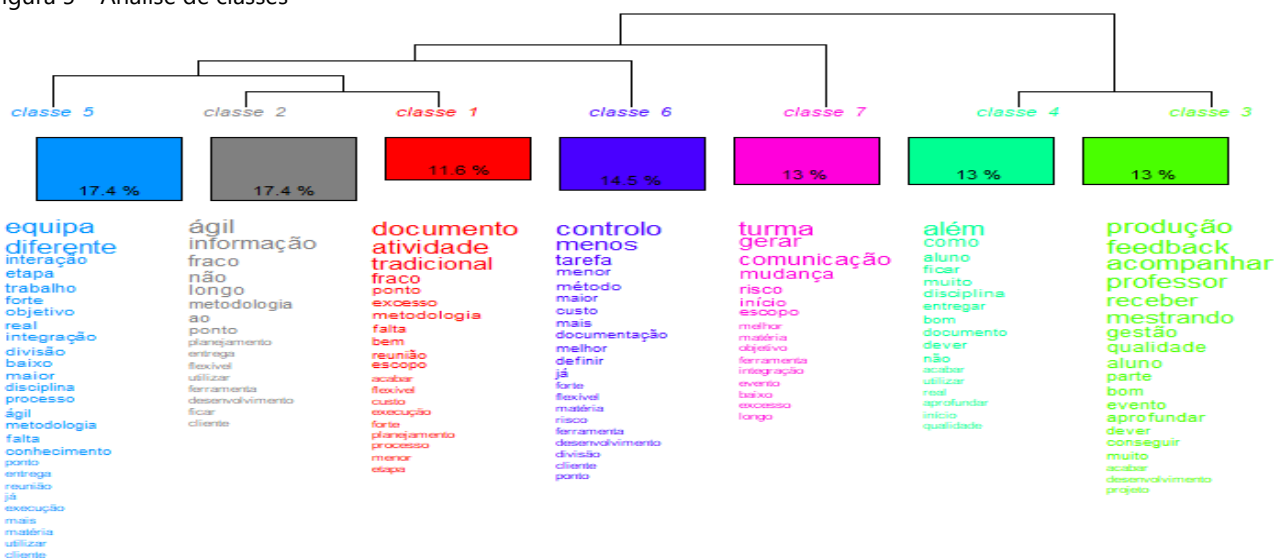 igura 3 – Análise de classes
classe 5
classe 2
classe 1
classe 6
classe 7
classe 4
classe 3
17.4 %
17.4 %
11.6 %
14.5 %
13 %
13 %
13 %
equipa
diferente
interação
etapa
trabalho
forte
objetivo
real
integração
divisão
baixo
maior
disciplina
processo
ágil
metodologia
falta
conhecimento
ponto
entrega
reunião
já
execução
mais
matéria
utilizar
cliente
ágil
informação
fraco
não
longo
metodologia
ao
ponto
planejamento
entrega
flexível
utilizar
ferramenta
desenvolvimento
ficar
cliente
documento
atividade
tradicional
fraco
ponto
excesso
metodologia
falta
bem
reunião
escopo
acabar
flexível
custo
execução
forte
planejamento
processo
menor
etapa
controlo
menos
tarefa
menor
método
maior
custo
mais
documentação
melhor
definir
já
forte
flexível
matéria
risco
ferramenta
desenvolvimento
divisão
cliente
ponto
turma
gerar
comunicação
mudança
risco
início
escopo
melhor
matéria
objetivo
ferramenta
integração
evento
baixo
excesso
longo
além
como
aluno
ficar
muito
disciplina
entregar
bom
documento
dever
não
acabar
utilizar
real
aprofundar
início
qualidade
produção
feedback
acompanhar
professor
receber
mestrando
gestão
qualidade
aluno
parte
bom
evento
aprofundar
dever
conseguir
muito
acabar
desenvolvimento
projeto